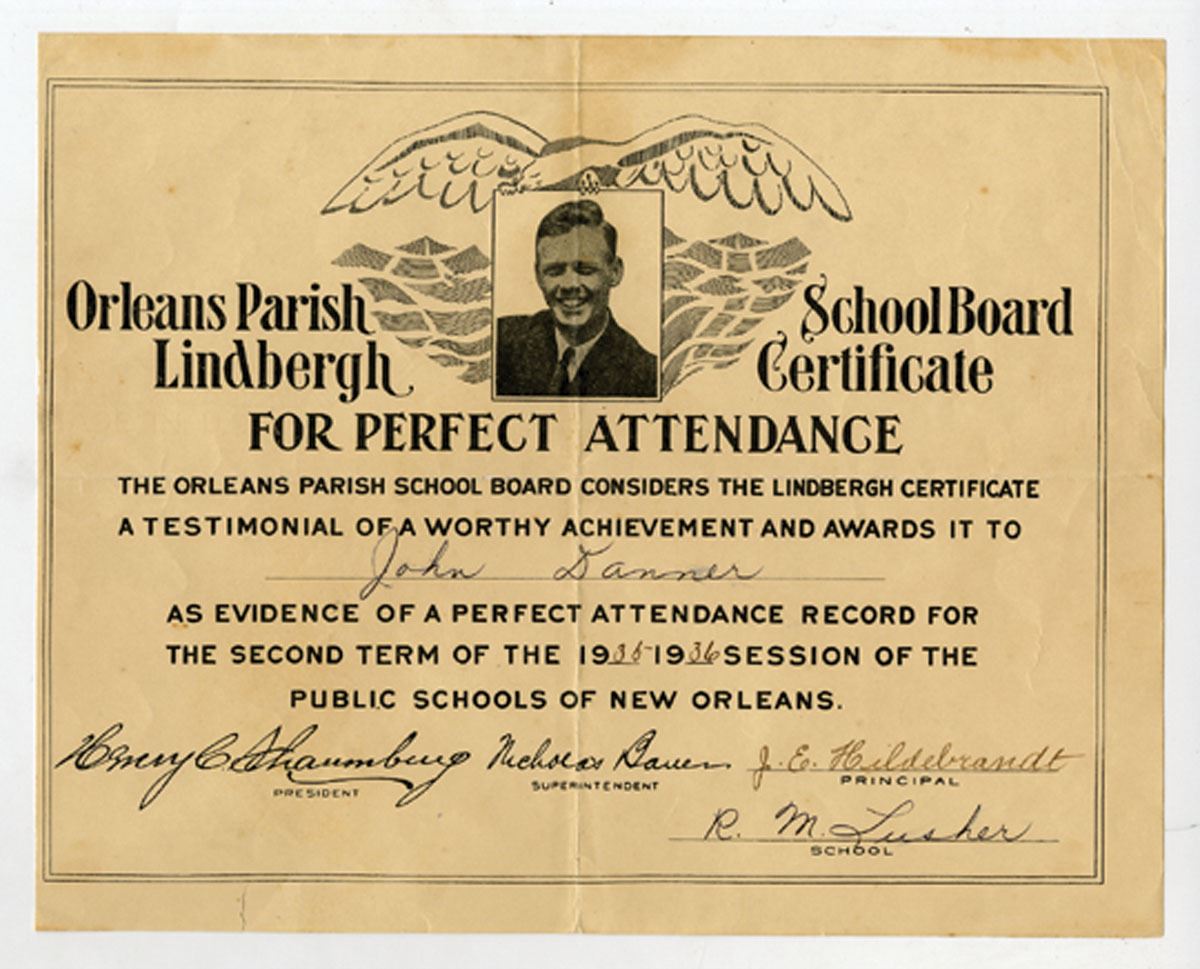 Orleans Parish School Board
Lindbergh Certificate
FOR PERFECT ATTENDANCE
THE ORLEANS PARISH SCHOOL BOARD CONSIDERS THE LINDBERGH CERTIFICATE
A TESTIMONIAL OF A WORTHY ACHIEVEMENT AND AWARDS IT TO
John Danner
AS EVIDENCE OF A PERFECT ATTENDANCE RECORD FOR
THE SECOND TERM OF THE 1935-1936 SESSION OF THE
PUBLIC SCHOOLS OF NEW ORLEANS.
Henry C. Schaumburg Nicholas Bauer J. E. Hildebrandt
PRESIDENT SUPERINTENDENT PRINCIPAL
R. M. Lusher
SCHOOL